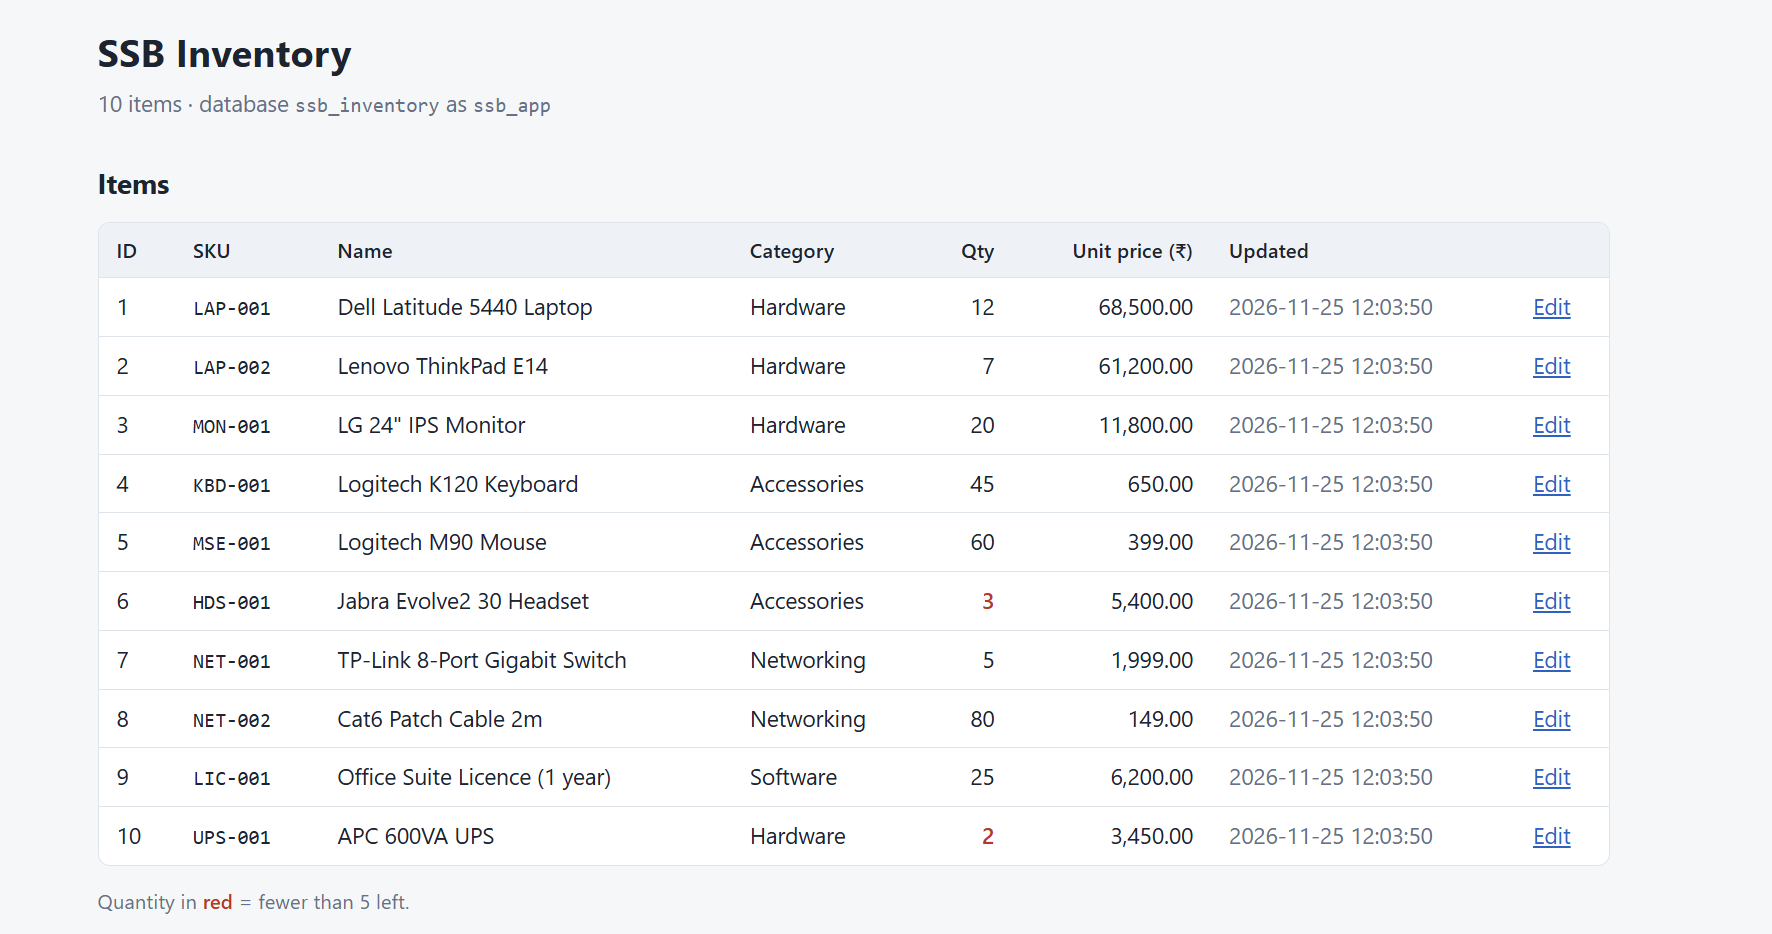 SSB Inventory
10 items · database ssb_inventory as ssb_app
Items
ID SKU Name Category Qty Unit price (₹) Updated
1 LAP-001 Dell Latitude 5440 Laptop Hardware 12 68,500.00 2026-11-25 12:03:50 Edit
2 LAP-002 Lenovo ThinkPad E14 Hardware 7 61,200.00 2026-11-25 12:03:50 Edit
3 MON-001 LG 24" IPS Monitor Hardware 20 11,800.00 2026-11-25 12:03:50 Edit
4 KBD-001 Logitech K120 Keyboard Accessories 45 650.00 2026-11-25 12:03:50 Edit
5 MSE-001 Logitech M90 Mouse Accessories 60 399.00 2026-11-25 12:03:50 Edit
6 HDS-001 Jabra Evolve2 30 Headset Accessories 3 5,400.00 2026-11-25 12:03:50 Edit
7 NET-001 TP-Link 8-Port Gigabit Switch Networking 5 1,999.00 2026-11-25 12:03:50 Edit
8 NET-002 Cat6 Patch Cable 2m Networking 80 149.00 2026-11-25 12:03:50 Edit
9 LIC-001 Office Suite Licence (1 year) Software 25 6,200.00 2026-11-25 12:03:50 Edit
10 UPS-001 APC 600VA UPS Hardware 2 3,450.00 2026-11-25 12:03:50 Edit
Quantity in red = fewer than 5 left.